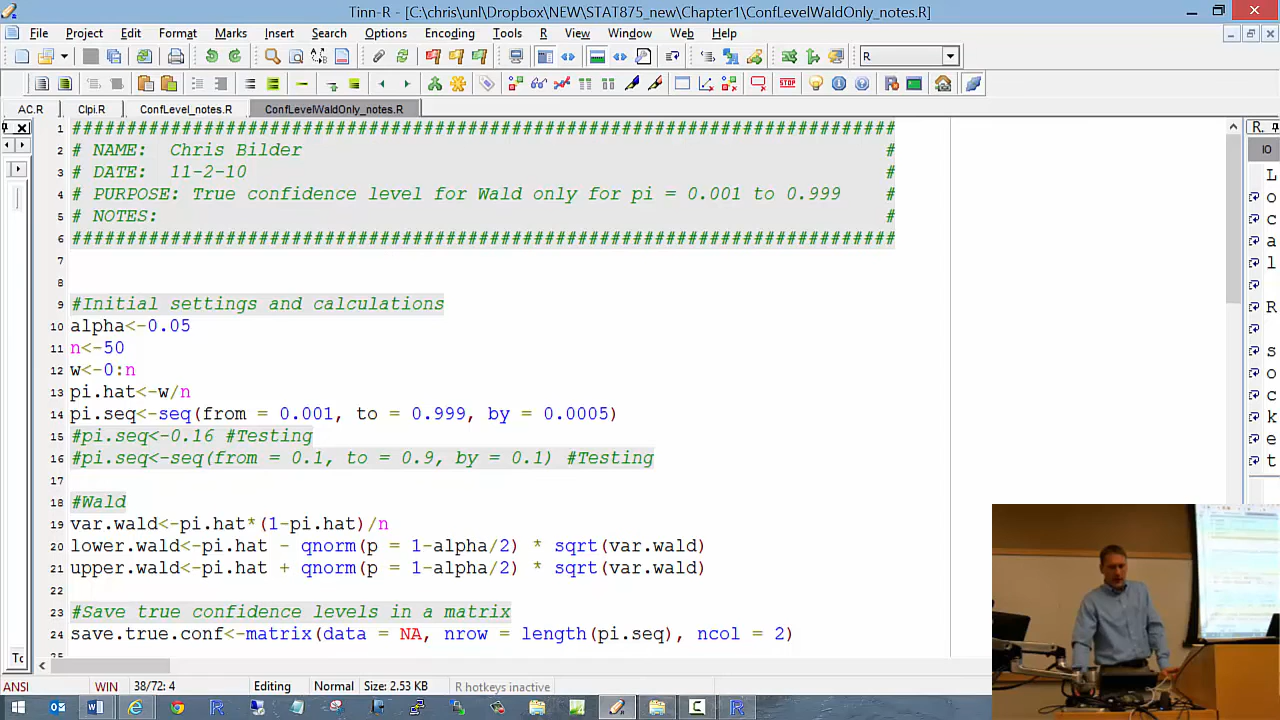 Tinn-R - [C:\chris\unl\Dropbox\NEW\STAT875_new\Chapter1\ConfLevelWaldOnly_notes.R]
File Project Edit Format Marks Insert Search Options Encoding Tools R View Window Web Help
R
STOP
AC.R CIpi.R ConfLevel_notes.R ConfLevelWaldOnly_notes.R
1 ###########################################################################
2 # NAME: Chris Bilder #
3 # DATE: 11-2-10 #
4 # PURPOSE: True confidence level for Wald only for pi = 0.001 to 0.999 #
5 # NOTES: #
6 ###########################################################################
7
8
9 #Initial settings and calculations
10 alpha<-0.05
11 n<-50
12 w<-0:n
13 pi.hat<-w/n
14 pi.seq<-seq(from = 0.001, to = 0.999, by = 0.0005)
15 #pi.seq<-0.16 #Testing
16 #pi.seq<-seq(from = 0.1, to = 0.9, by = 0.1) #Testing
17
18 #Wald
19 var.wald<-pi.hat*(1-pi.hat)/n
20 lower.wald<-pi.hat - qnorm(p = 1-alpha/2) * sqrt(var.wald)
21 upper.wald<-pi.hat + qnorm(p = 1-alpha/2) * sqrt(var.wald)
22
23 #Save true confidence levels in a matrix
24 save.true.conf<-matrix(data = NA, nrow = length(pi.seq), ncol = 2)
R.
IO
L
o
c
a
l
R
s
o
c
k
e
t
Tc
ANSI WIN 38/72: 4 Editing Normal Size: 2.53 KB R hotkeys inactive